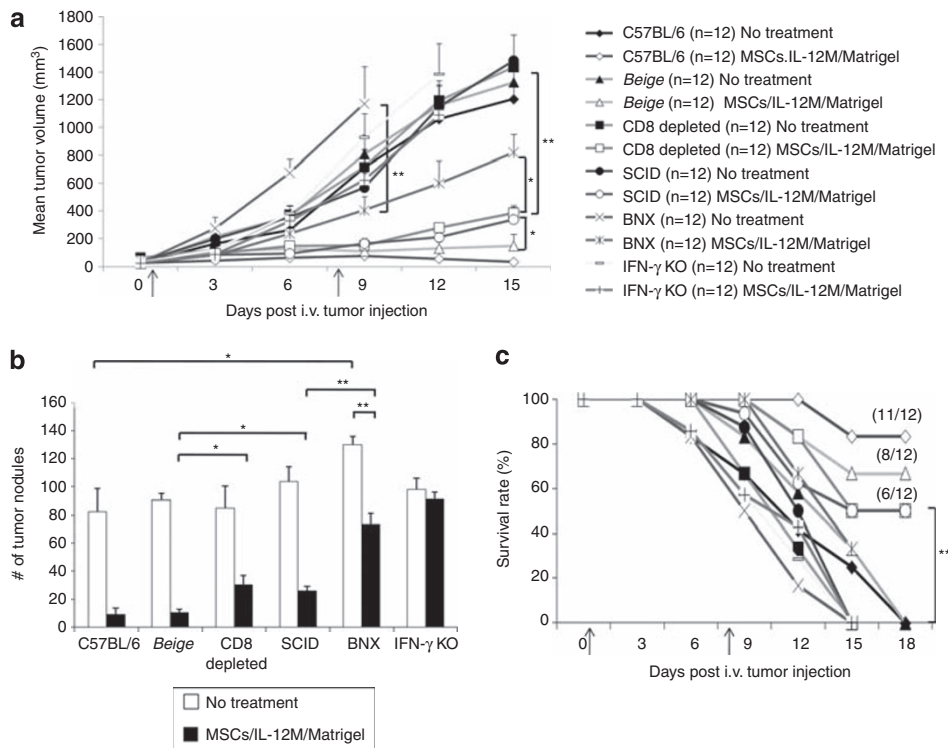 a
Mean tumor volume (mm³)
1800
1600
1400
1200
1000
800
600
400
200
0
0 3 6 9 12 15
Days post i.v. tumor injection
**
**
*
*
C57BL/6 (n=12) No treatment
C57BL/6 (n=12) MSCs.IL-12M/Matrigel
Beige (n=12) No treatment
Beige (n=12) MSCs/IL-12M/Matrigel
CD8 depleted (n=12) No treatment
CD8 depleted (n=12) MSCs/IL-12M/Matrigel
SCID (n=12) No treatment
SCID (n=12) MSCs/IL-12M/Matrigel
BNX (n=12) No treatment
BNX (n=12) MSCs/IL-12M/Matrigel
IFN-γ KO (n=12) No treatment
IFN-γ KO (n=12) MSCs/IL-12M/Matrigel
b
# of tumor nodules
160
140
120
100
80
60
40
20
0
*
**
**
*
*
C57BL/6 Beige CD8 depleted SCID BNX IFN-γ KO
No treatment
MSCs/IL-12M/Matrigel
c
Survival rate (%)
100
80
60
40
20
0
0 3 6 9 12 15 18
Days post i.v. tumor injection
(11/12)
(8/12)
(6/12)
**